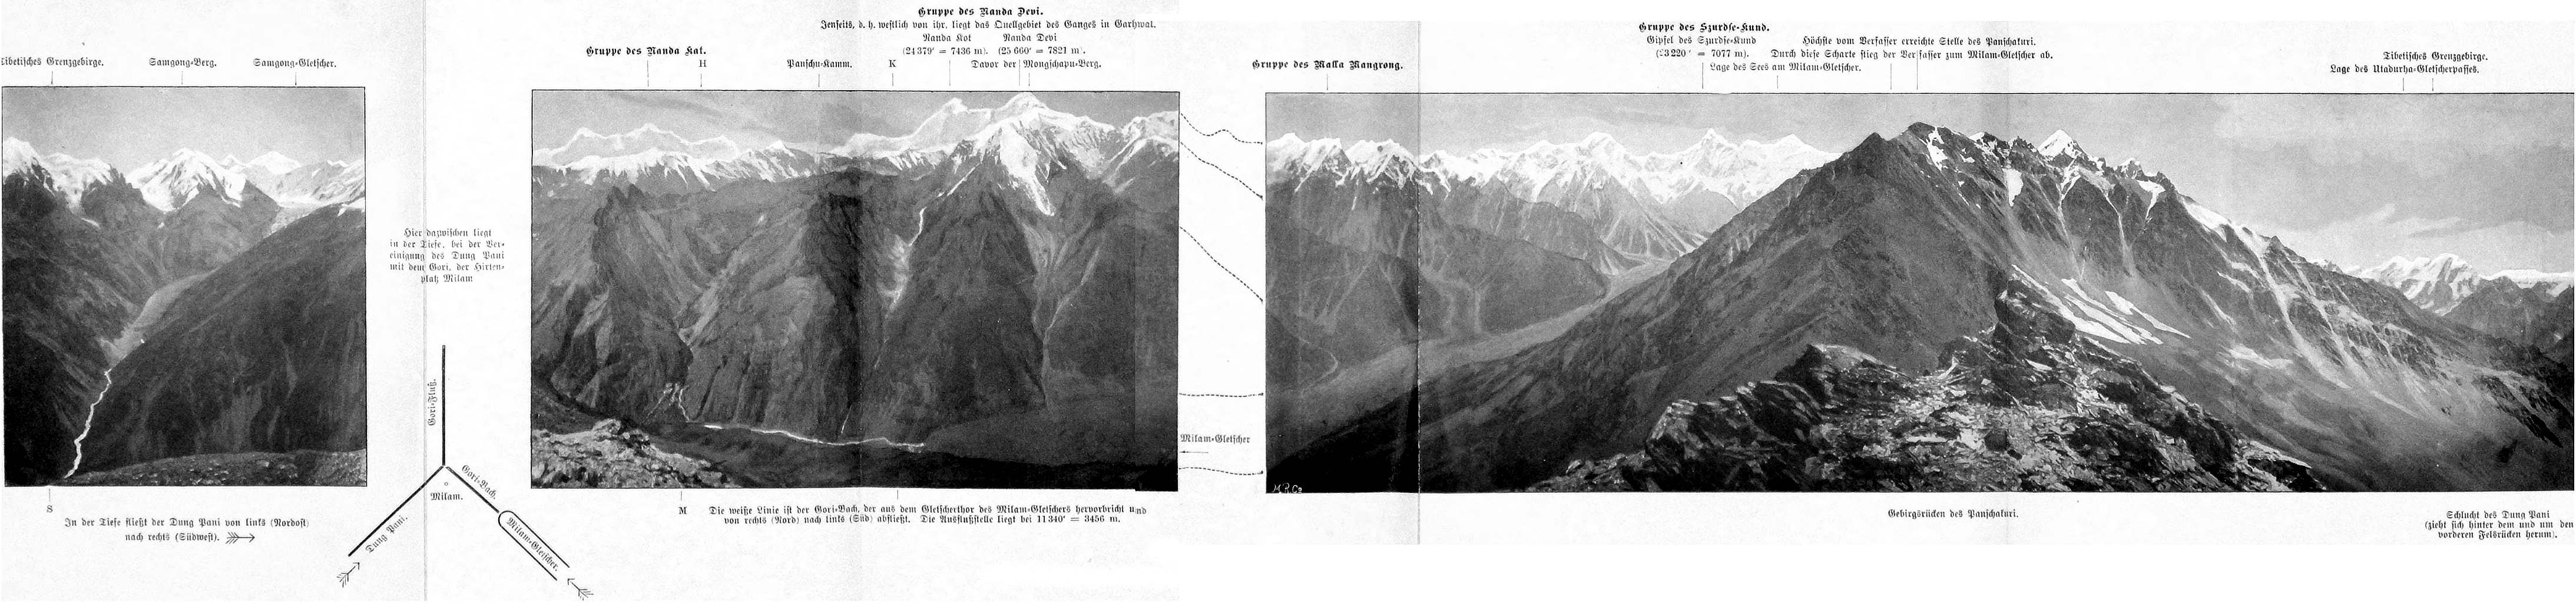 Tibetisches Grenzgebirge.
Samgong-Berg.
Samgong-Gletscher.
Hier dazwischen liegt
in der Tiefe, bei der Ver-
einigung des Dung Pani
mit dem Gori, der Hirten-
platz Milam
S
In der Tiefe fließt der Dung Pani von links (Nordost)
nach rechts (Südwest).
Gori-Fluß.
Gori-Bach.
Milam.
Dung Pani.
Milam-Gletscher.
Gruppe des Nanda Kat.
H
Panschu-Kamm.
K
Gruppe des Nanda Devi.
Jenseits, d. h. westlich von ihr, liegt das Quellgebiet des Ganges in Garhwal.
Nanda Kot Nanda Devi
(24 379' = 7436 m). (25 660' = 7821 m).
Davor der Mongschapu-Berg.
M
Die weiße Linie ist der Gori-Bach, der aus dem Gletscherthor des Milam-Gletschers hervorbricht und
von rechts (Nord) nach links (Süd) abfließt. Die Ausflußstelle liegt bei 11 340' = 3456 m.
Milam-Gletscher
Gruppe des Malla Mangrong.
Gruppe des Szurdse-Kund.
Gipfel des Szurdse-Kund
(23 220' = 7077 m).
Höchste vom Verfasser erreichte Stelle des Panschaturi.
Durch diese Scharte stieg der Verfasser zum Milam-Gletscher ab.
Lage des Sees am Milam-Gletscher.
Tibetisches Grenzgebirge.
Lage des Utadurha-Gletscherpasses.
M.R.Co
Gebirgsrücken des Panschaturi.
Schlucht des Dung Pani
(zieht sich hinter dem und um den
vorderen Felsrücken herum).